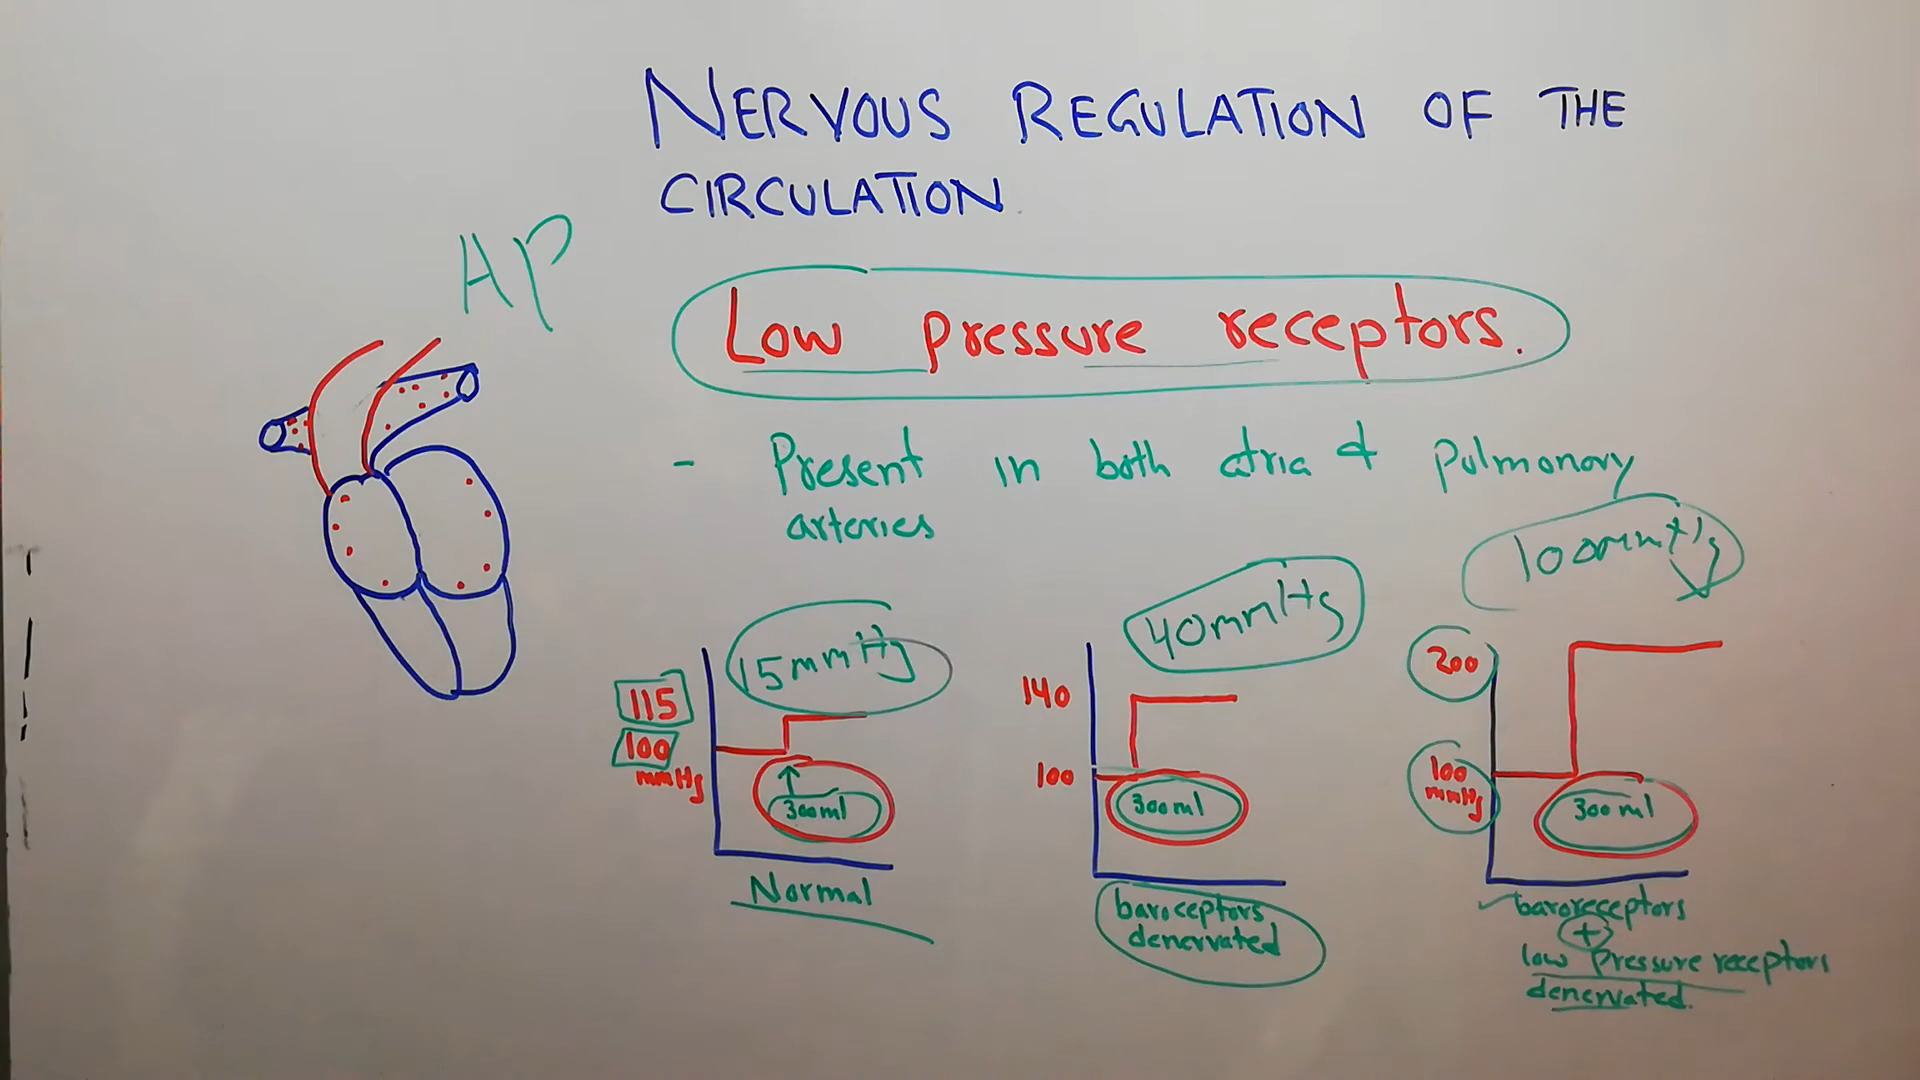 NERVOUS REGULATION OF THE
CIRCULATION
AP
Low pressure receptors.
- Present in both atria & pulmonary
arteries
15mmHg
115
100
mmHg
300ml
Normal
40mmHg
140
100
300ml
baroceptors
denervated
100mmHg
200
100
mmHg
300ml
baroreceptors
+
low pressure receptors
denervated.